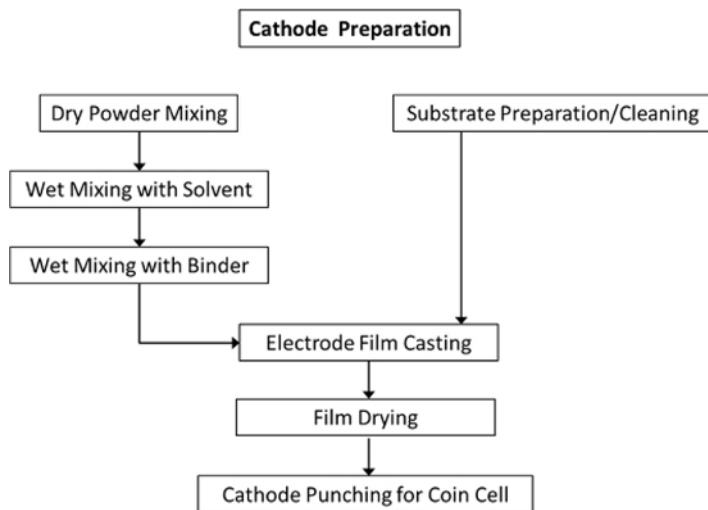 Cathode Preparation
Dry Powder Mixing
Substrate Preparation/Cleaning
Wet Mixing with Solvent
Wet Mixing with Binder
Electrode Film Casting
Film Drying
Cathode Punching for Coin Cell